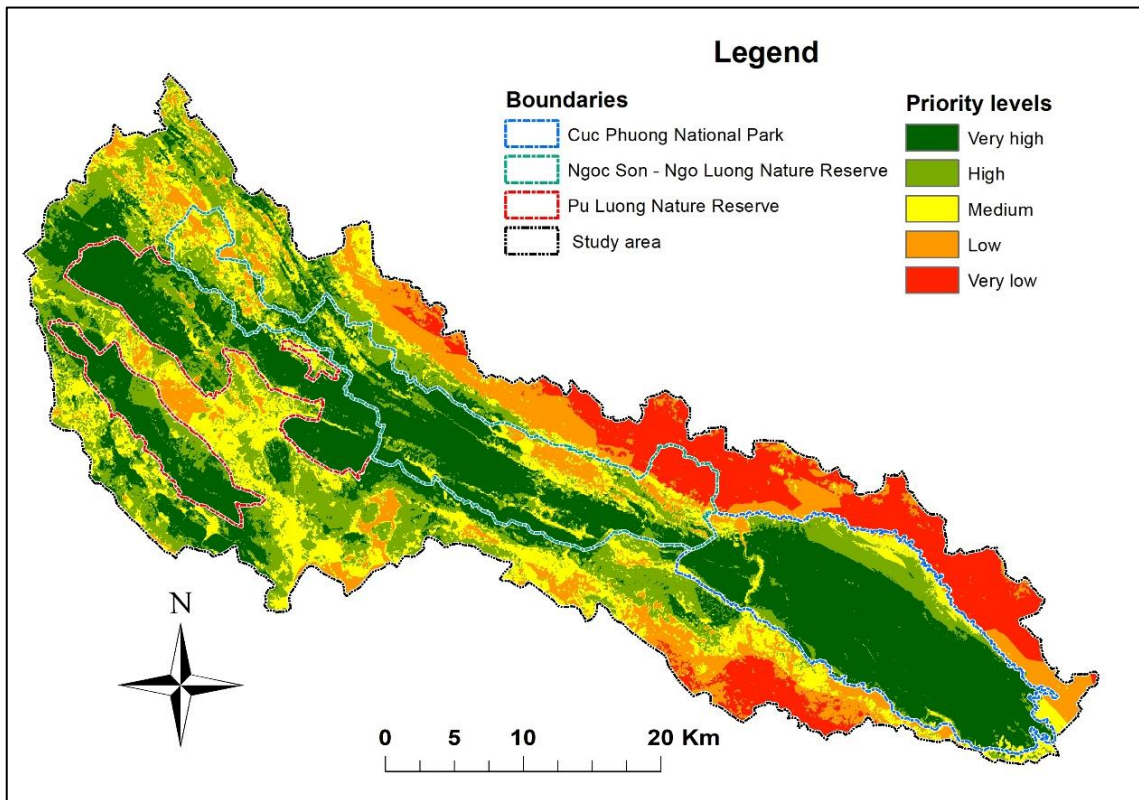 Legend
Boundaries
Cuc Phuong National Park
Ngoc Son - Ngo Luong Nature Reserve
Pu Luong Nature Reserve
Study area
Priority levels
Very high
High
Medium
Low
Very low
N
0 5 10 20 Km